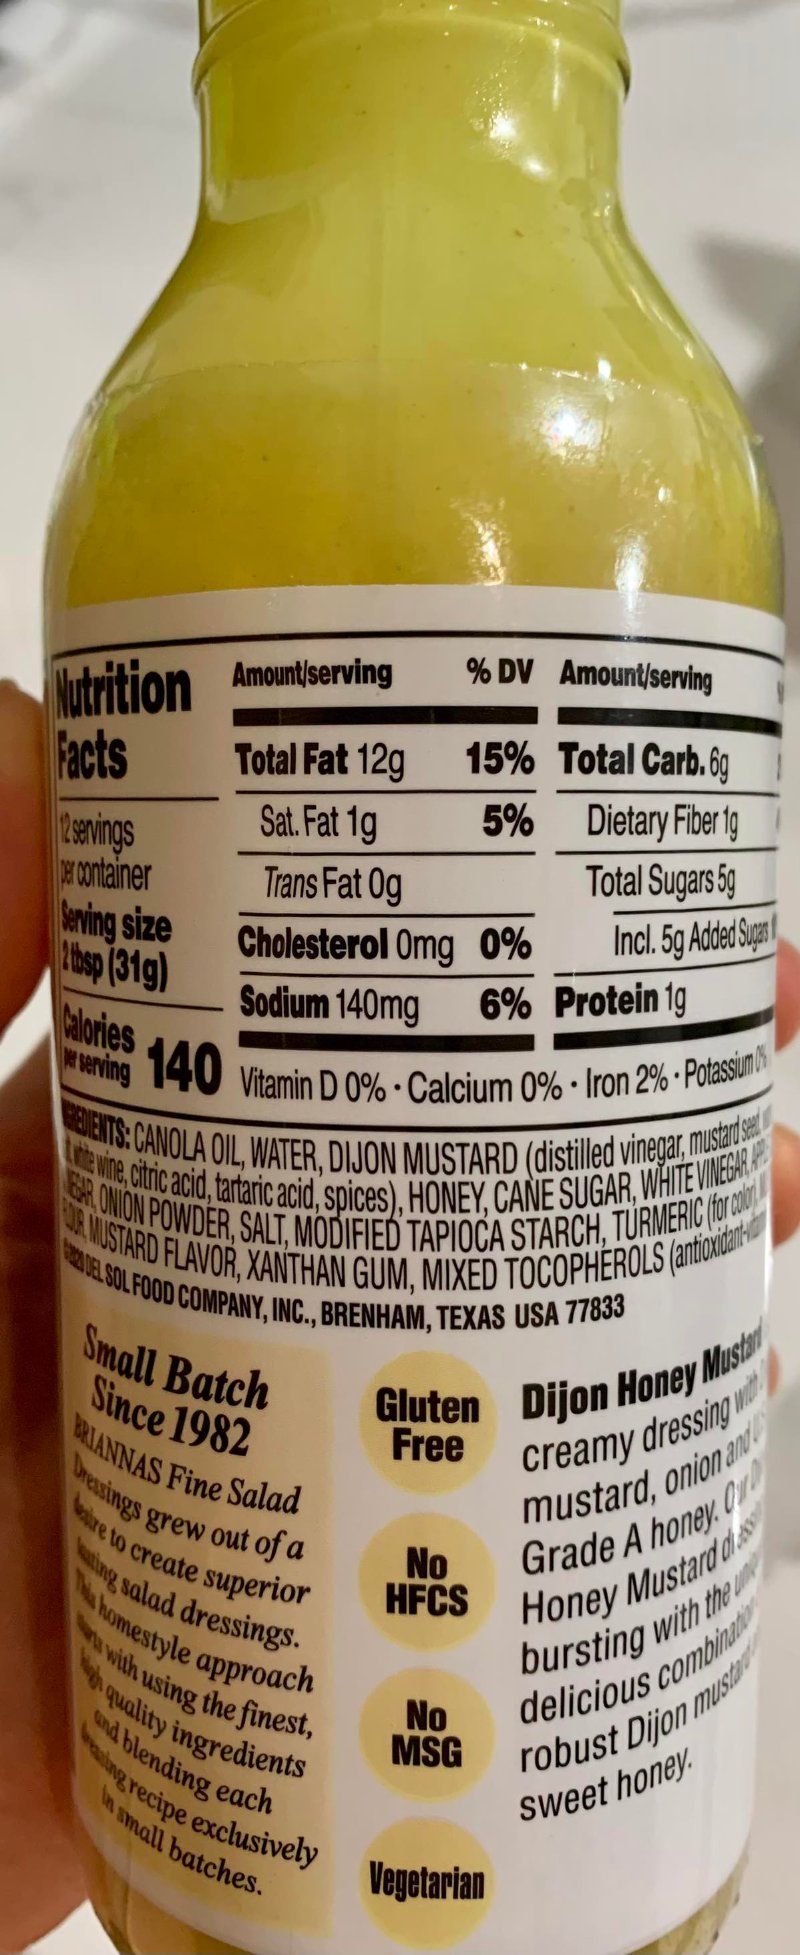 Nutrition
Facts
12 servings
per container
Serving size
2 tbsp (31g)
Calories
per serving 140
Amount/serving % DV
Total Fat 12g 15%
Sat. Fat 1g 5%
Trans Fat 0g
Cholesterol 0mg 0%
Sodium 140mg 6%
Amount/serving
Total Carb. 6g
Dietary Fiber 1g
Total Sugars 5g
Incl. 5g Added Sugars
Protein 1g
Vitamin D 0% · Calcium 0% · Iron 2% · Potassium 0%
INGREDIENTS: CANOLA OIL, WATER, DIJON MUSTARD (distilled vinegar, mustard seed,
white wine, citric acid, tartaric acid, spices), HONEY, CANE SUGAR, WHITE VINEGAR,
VINEGAR, ONION POWDER, SALT, MODIFIED TAPIOCA STARCH, TURMERIC (for color),
FLOUR, MUSTARD FLAVOR, XANTHAN GUM, MIXED TOCOPHEROLS (antioxidant-
©2020 DEL SOL FOOD COMPANY, INC., BRENHAM, TEXAS USA 77833
Small Batch
Since 1982
BRIANNAS Fine Salad
Dressings grew out of a
desire to create superior
tasting salad dressings.
This homestyle approach
starts with using the finest,
high quality ingredients
and blending each
dressing recipe exclusively
in small batches.
Gluten
Free
No
HFCS
No
MSG
Vegetarian
Dijon Honey Mustard
creamy dressing with
mustard, onion and
Grade A honey. Our
Honey Mustard
bursting with the
delicious combination
robust Dijon mustard
sweet honey.